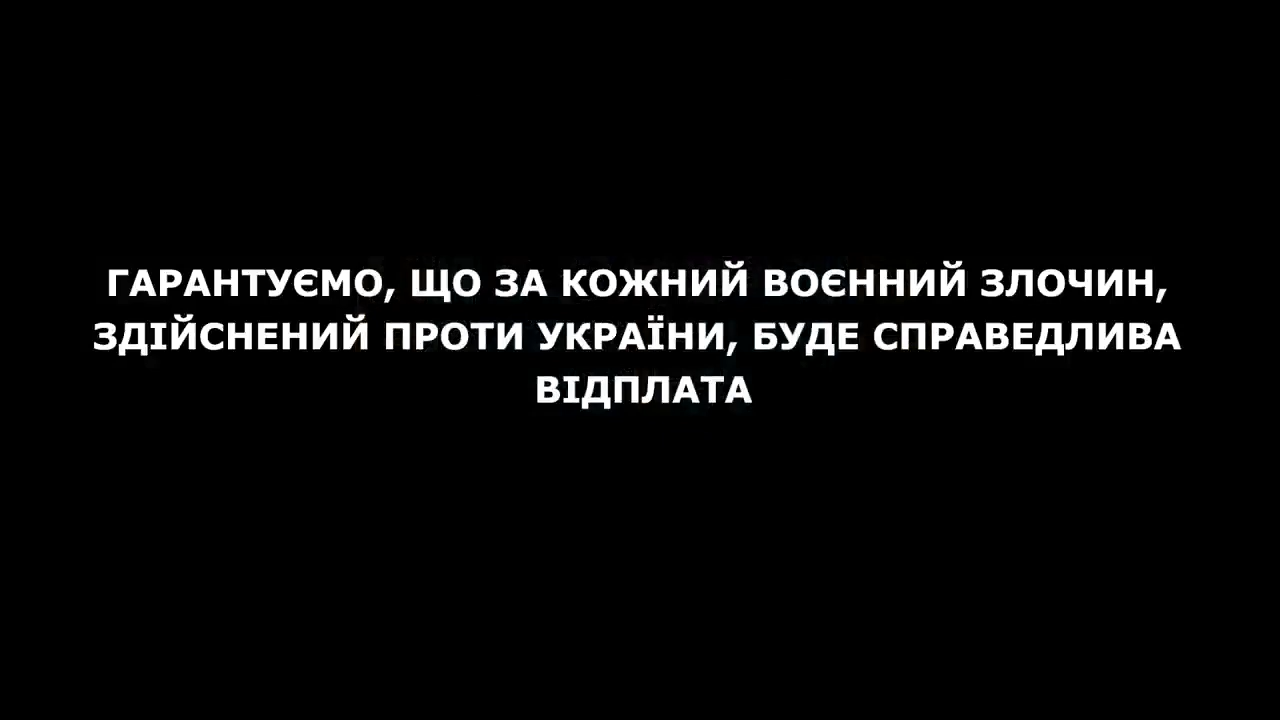 ГАРАНТУЄМО, ЩО ЗА КОЖНИЙ ВОЄННИЙ ЗЛОЧИН,
ЗДІЙСНЕНИЙ ПРОТИ УКРАЇНИ, БУДЕ СПРАВЕДЛИВА
ВІДПЛАТА